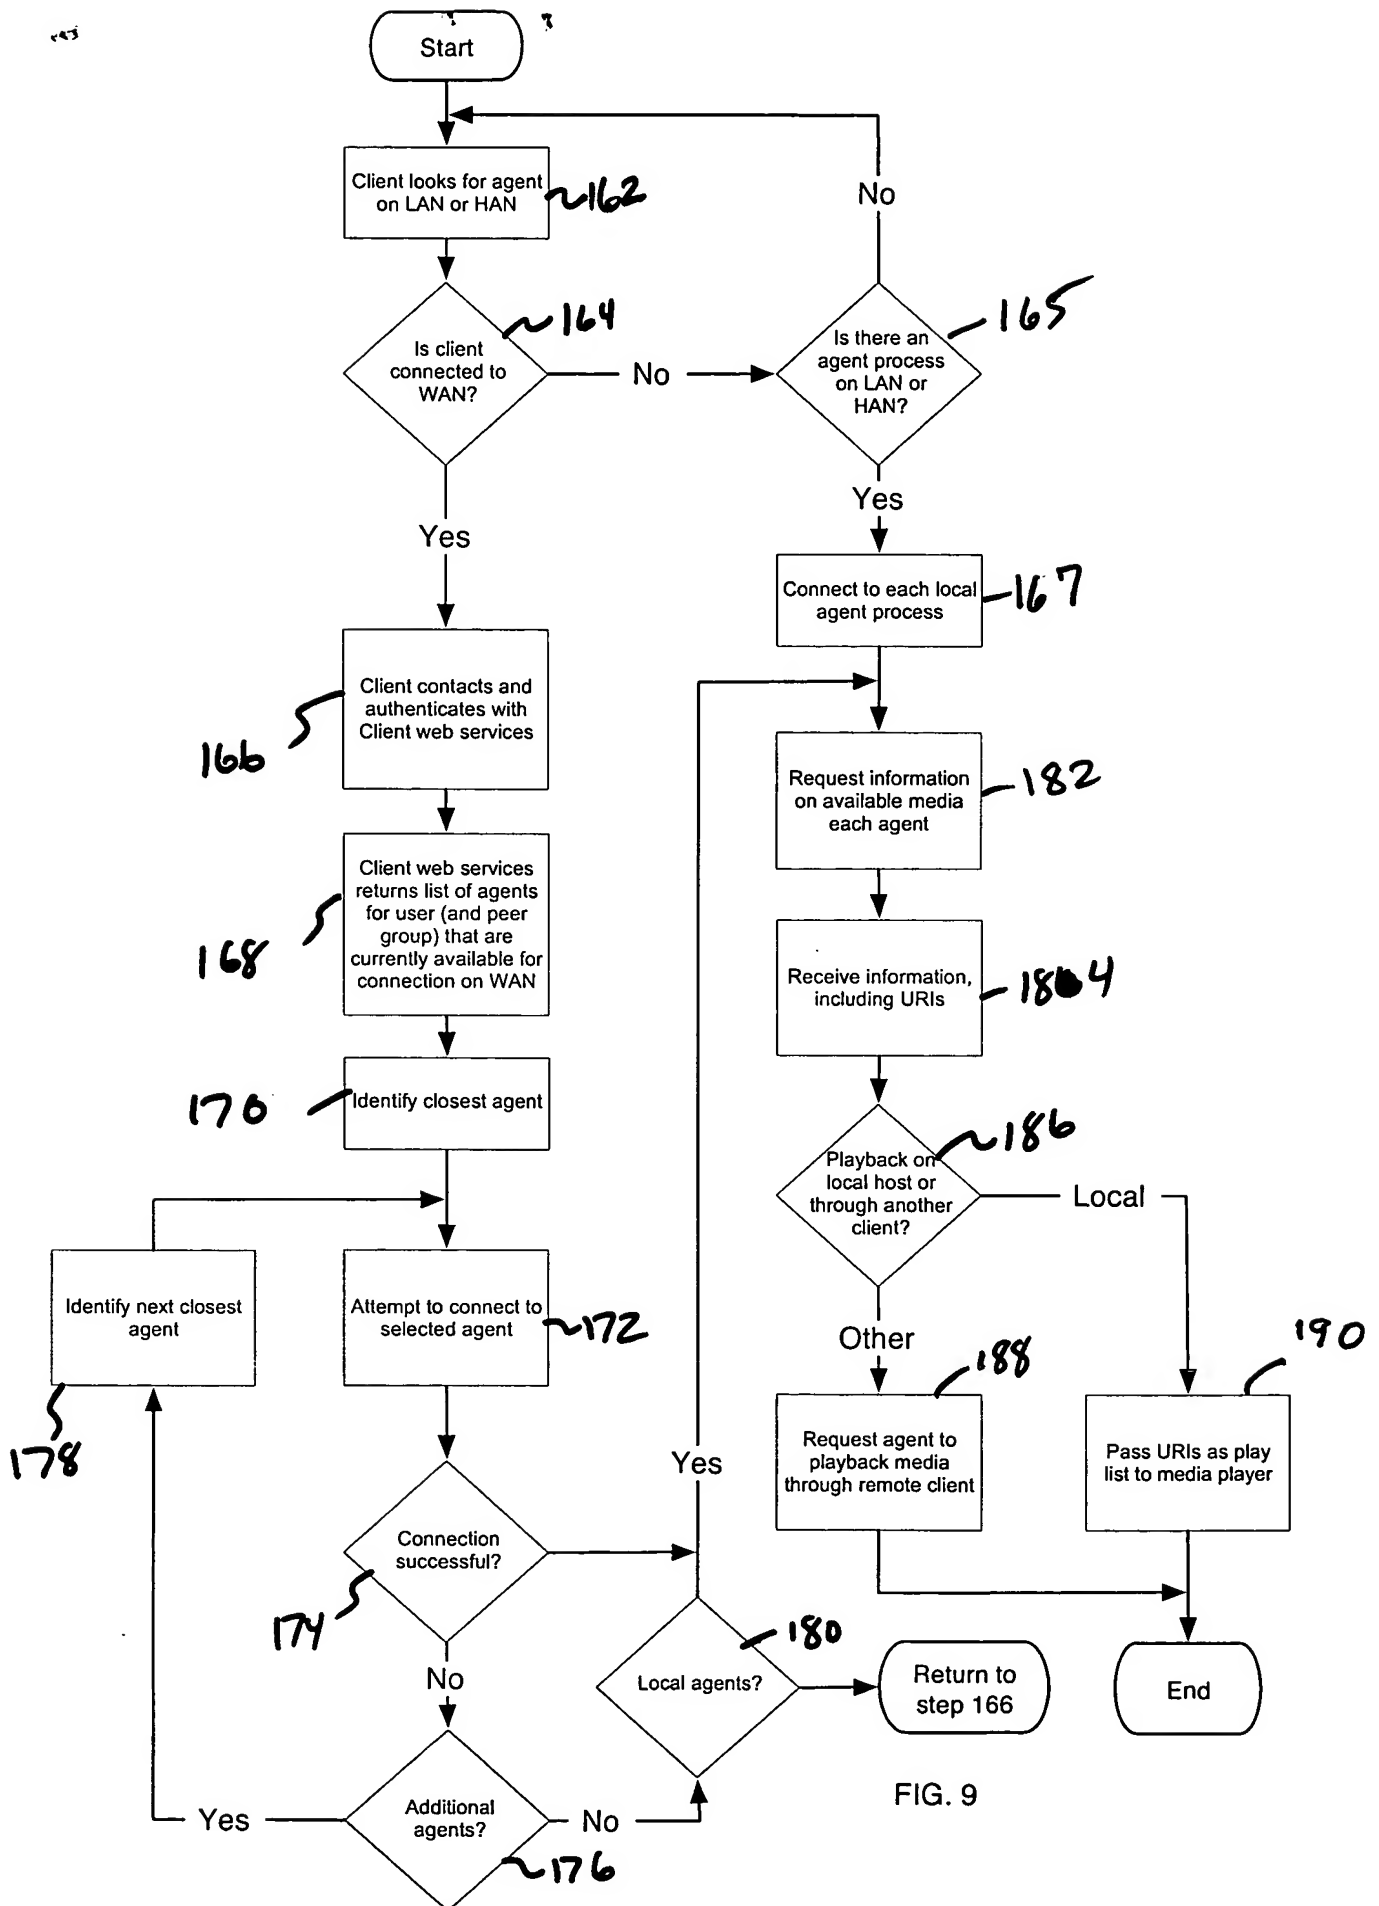 Start
Client looks for agent
on LAN or HAN
162
No
Is client
connected to
WAN?
164
No
Is there an
agent process
on LAN or
HAN?
165
Yes
Yes
Connect to each local
agent process
167
Client contacts and
authenticates with
Client web services
166
Request information
on available media
each agent
182
Client web services
returns list of agents
for user (and peer
group) that are
currently available for
connection on WAN
168
Receive information,
including URIs
184
Identify closest agent
170
Playback on
local host or
through another
client?
186
Local
Identify next closest
agent
178
Attempt to connect to
selected agent
172
Other
Request agent to
playback media
through remote client
188
Pass URIs as play
list to media player
190
Yes
Connection
successful?
174
No
Local agents?
180
Return to
step 166
End
Additional
agents?
176
Yes
No
FIG. 9